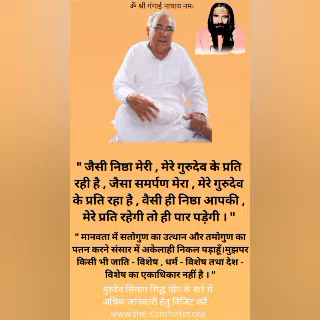 ॐ श्री गंगाई नाथाय नमः
" जैसी निष्ठा मेरी , मेरे गुरुदेव के प्रति
रही है , जैसा समर्पण मेरा , मेरे गुरुदेव
के प्रति रहा है , वैसी ही निष्ठा आपकी ,
मेरे प्रति रहेगी तो ही पार पड़ेगी । "
" मानवता में सतोगुण का उत्थान और तमोगुण का
पतन करने संसार में अकेलाही निकल पड़ाहूँ।मुझपर
किसी भी जाति - विशेष , धर्म - विशेष तथा देश -
विशेष का एकाधिकार नहीं है । "
गुरुदेव सियाग सिद्ध योग के बारे में
अधिक जानकारी हेतु विजिट करें -
www.the-comforter.org